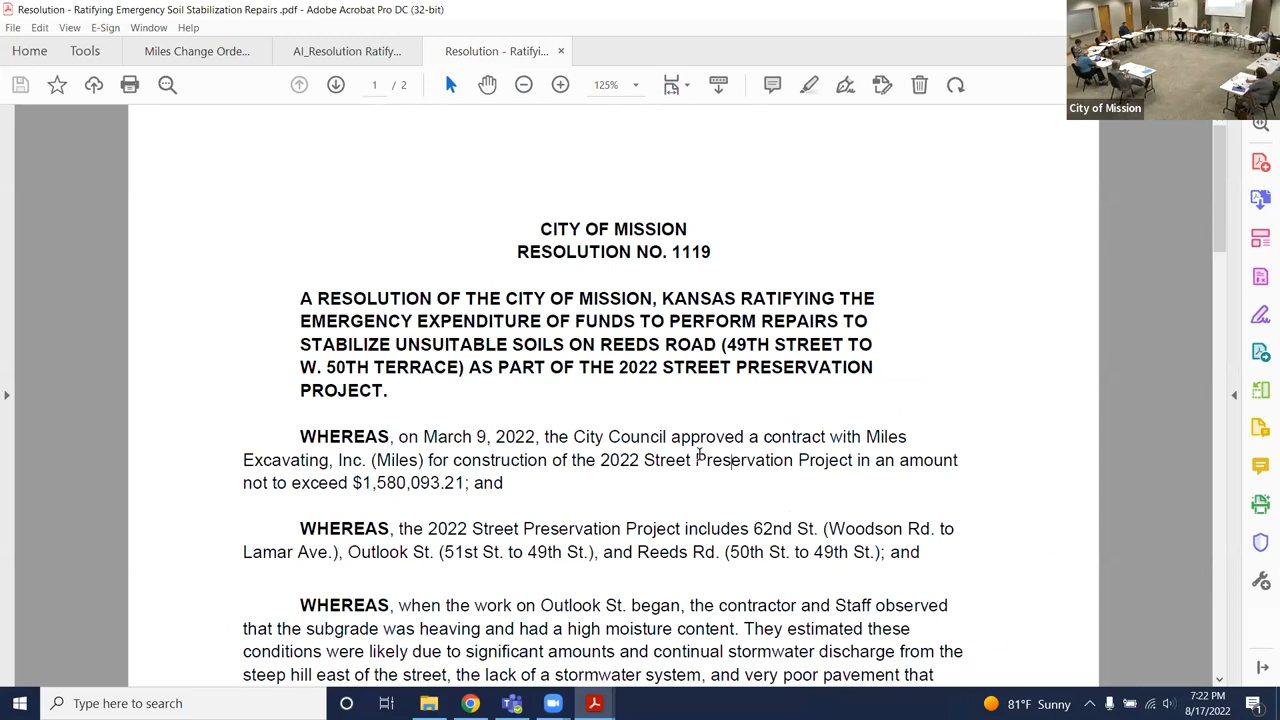 Resolution - Ratifying Emergency Soil Stabilization Repairs .pdf - Adobe Acrobat Pro DC (32-bit)
File Edit View E-Sign Window Help
Home Tools Miles Change Orde... AI_Resolution Ratify... Resolution - Ratifyi... ×
1 / 2 125%
City of Mission
CITY OF MISSION
RESOLUTION NO. 1119
A RESOLUTION OF THE CITY OF MISSION, KANSAS RATIFYING THE
EMERGENCY EXPENDITURE OF FUNDS TO PERFORM REPAIRS TO
STABILIZE UNSUITABLE SOILS ON REEDS ROAD (49TH STREET TO
W. 50TH TERRACE) AS PART OF THE 2022 STREET PRESERVATION
PROJECT.
WHEREAS, on March 9, 2022, the City Council approved a contract with Miles
Excavating, Inc. (Miles) for construction of the 2022 Street Preservation Project in an amount
not to exceed $1,580,093.21; and
WHEREAS, the 2022 Street Preservation Project includes 62nd St. (Woodson Rd. to
Lamar Ave.), Outlook St. (51st St. to 49th St.), and Reeds Rd. (50th St. to 49th St.); and
WHEREAS, when the work on Outlook St. began, the contractor and Staff observed
that the subgrade was heaving and had a high moisture content. They estimated these
conditions were likely due to significant amounts and continual stormwater discharge from the
steep hill east of the street, the lack of a stormwater system, and very poor pavement that
Type here to search
81°F Sunny
7:22 PM
8/17/2022
1